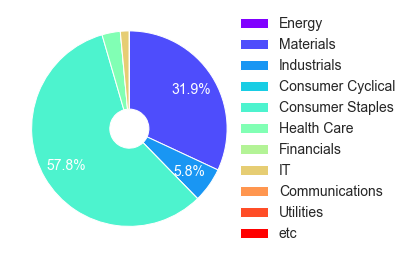 Energy
Materials
31.9%
Industrials
Consumer Cyclical
Consumer Staples
Health Care
Financials
57.8%
5.8%
IT
Communications
Utilities
etc